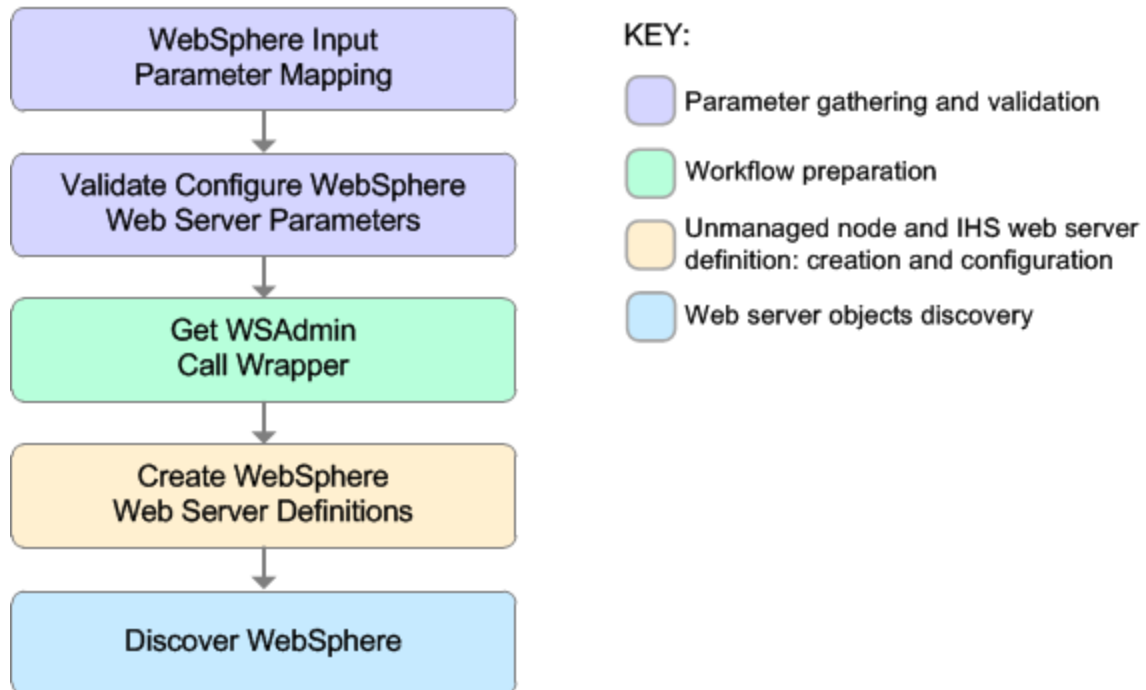 WebSphere Input
Parameter Mapping
Validate Configure WebSphere
Web Server Parameters
Get WSAdmin
Call Wrapper
Create WebSphere
Web Server Definitions
Discover WebSphere
KEY:
Parameter gathering and validation
Workflow preparation
Unmanaged node and IHS web server
definition: creation and configuration
Web server objects discovery